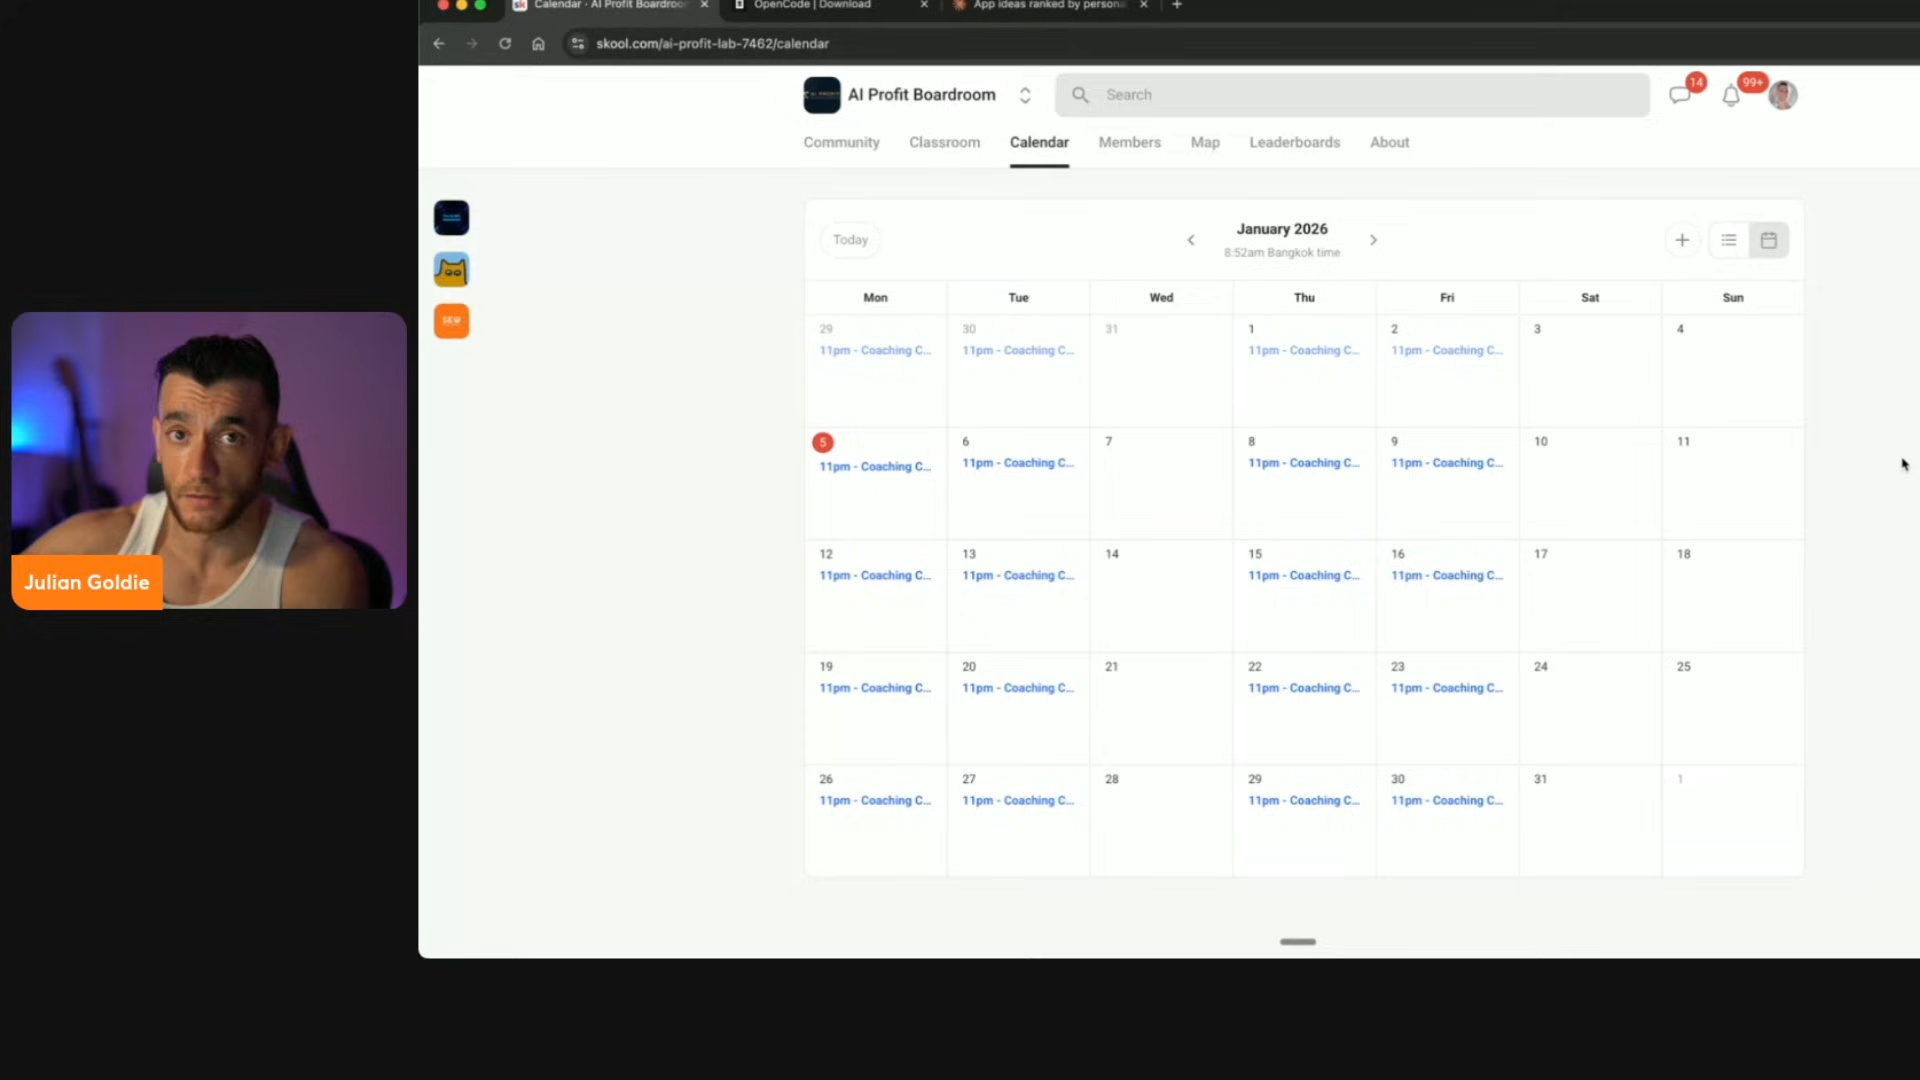 Calendar · AI Profit Boardroo
OpenCode | Download
App ideas ranked by persona
skool.com/ai-profit-lab-7462/calendar
AI Profit Boardroom
Search
14
99+
Community Classroom Calendar Members Map Leaderboards About
Today
January 2026
8:52am Bangkok time
Mon Tue Wed Thu Fri Sat Sun
29 30 31 1 2 3 4
11pm - Coaching C... 11pm - Coaching C... 11pm - Coaching C... 11pm - Coaching C...
5 6 7 8 9 10 11
11pm - Coaching C... 11pm - Coaching C... 11pm - Coaching C... 11pm - Coaching C...
12 13 14 15 16 17 18
11pm - Coaching C... 11pm - Coaching C... 11pm - Coaching C... 11pm - Coaching C...
19 20 21 22 23 24 25
11pm - Coaching C... 11pm - Coaching C... 11pm - Coaching C... 11pm - Coaching C...
26 27 28 29 30 31 1
11pm - Coaching C... 11pm - Coaching C... 11pm - Coaching C... 11pm - Coaching C...
SEO
Julian Goldie